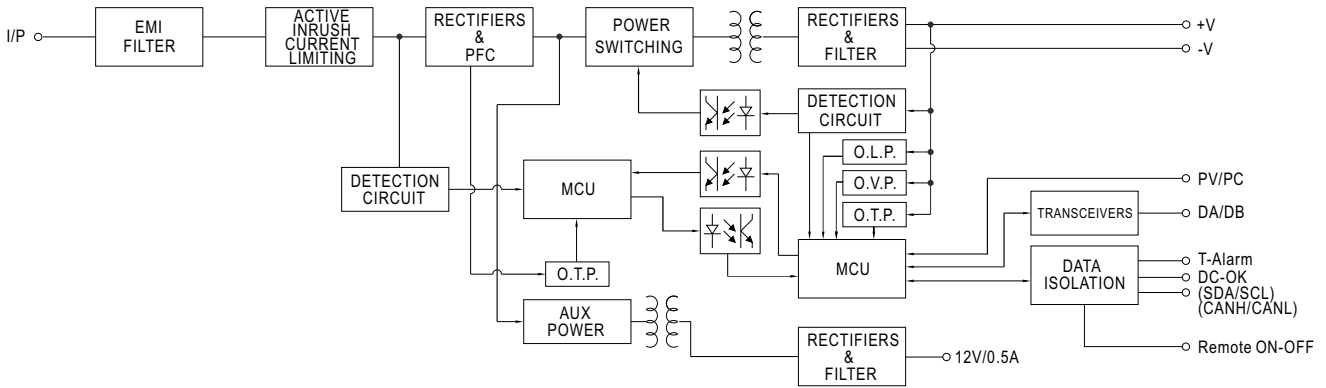 I/P
EMI
FILTER
ACTIVE
INRUSH
CURRENT
LIMITING
RECTIFIERS
&
PFC
POWER
SWITCHING
RECTIFIERS
&
FILTER
+V
-V
DETECTION
CIRCUIT
O.L.P.
O.V.P.
O.T.P.
DETECTION
CIRCUIT
MCU
O.T.P.
MCU
PV/PC
TRANSCEIVERS
DA/DB
DATA
ISOLATION
T-Alarm
DC-OK
(SDA/SCL)
(CANH/CANL)
Remote ON-OFF
AUX
POWER
RECTIFIERS
&
FILTER
12V/0.5A